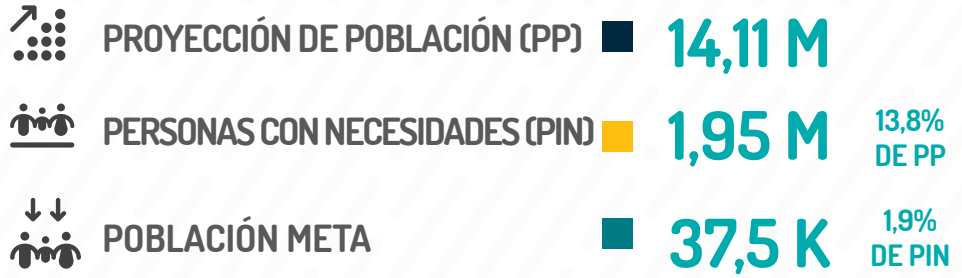 PROYECCIÓN DE POBLACIÓN (PP) 14,11 M
PERSONAS CON NECESIDADES (PIN) 1,95 M 13,8% DE PP
POBLACIÓN META 37,5 K 1,9% DE PIN